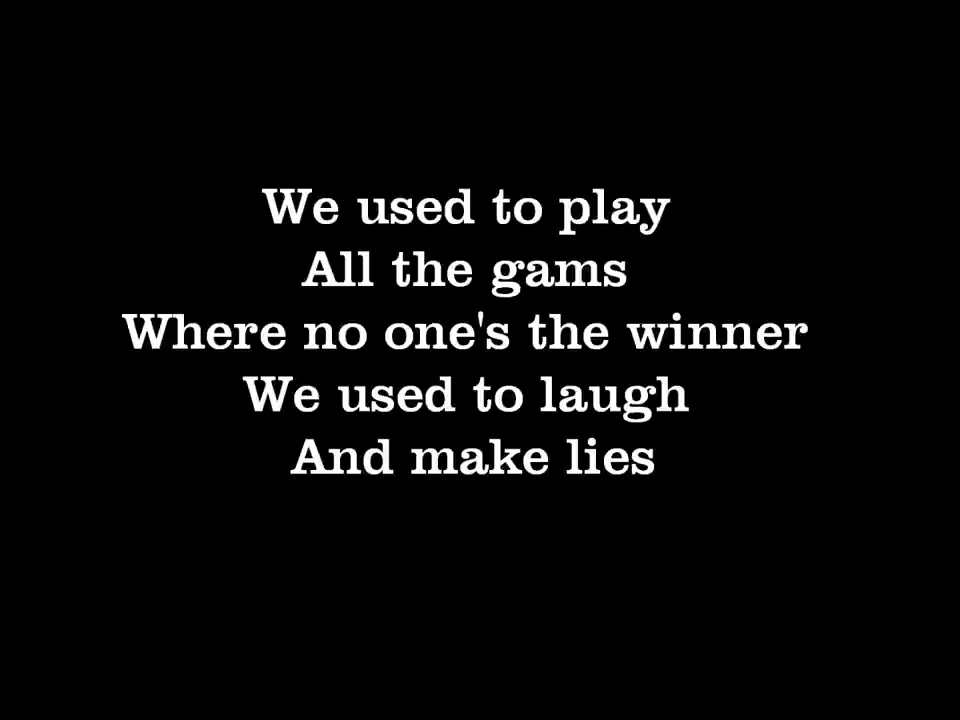 We used to play
All the gams
Where no one's the winner
We used to laugh
And make lies